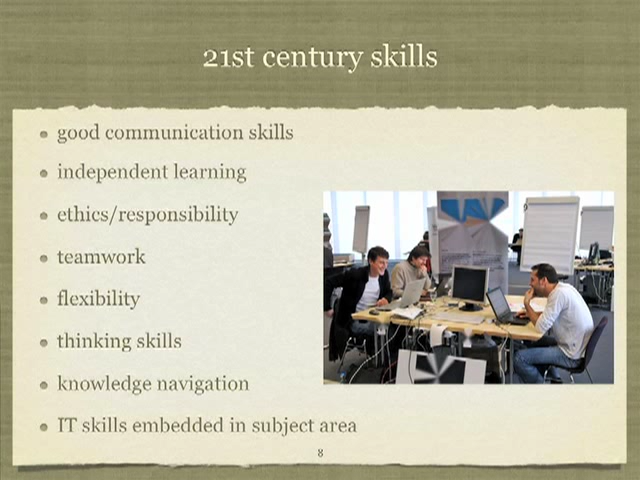 21st century skills
good communication skills
independent learning
ethics/responsibility
teamwork
flexibility
thinking skills
knowledge navigation
IT skills embedded in subject area
8